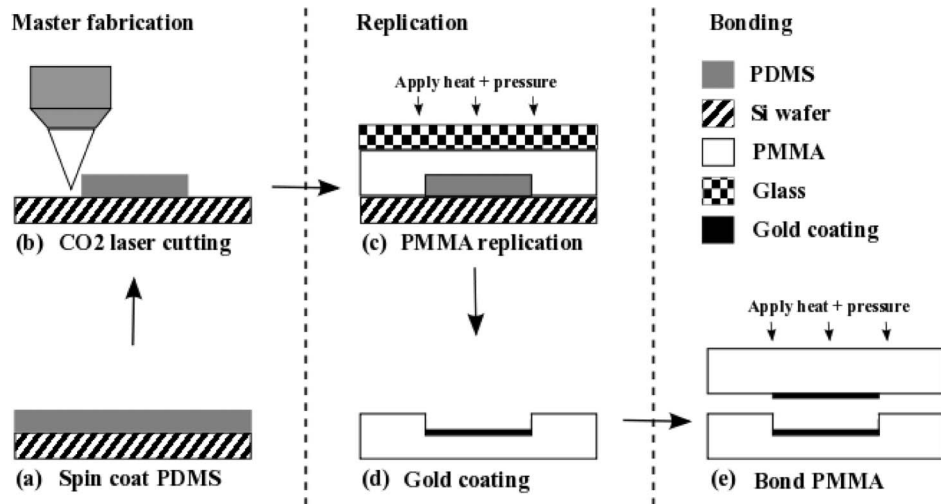 Master fabrication
(b) CO2 laser cutting
(a) Spin coat PDMS
Replication
Apply heat + pressure
(c) PMMA replication
(d) Gold coating
Bonding
PDMS
Si wafer
PMMA
Glass
Gold coating
Apply heat + pressure
(e) Bond PMMA